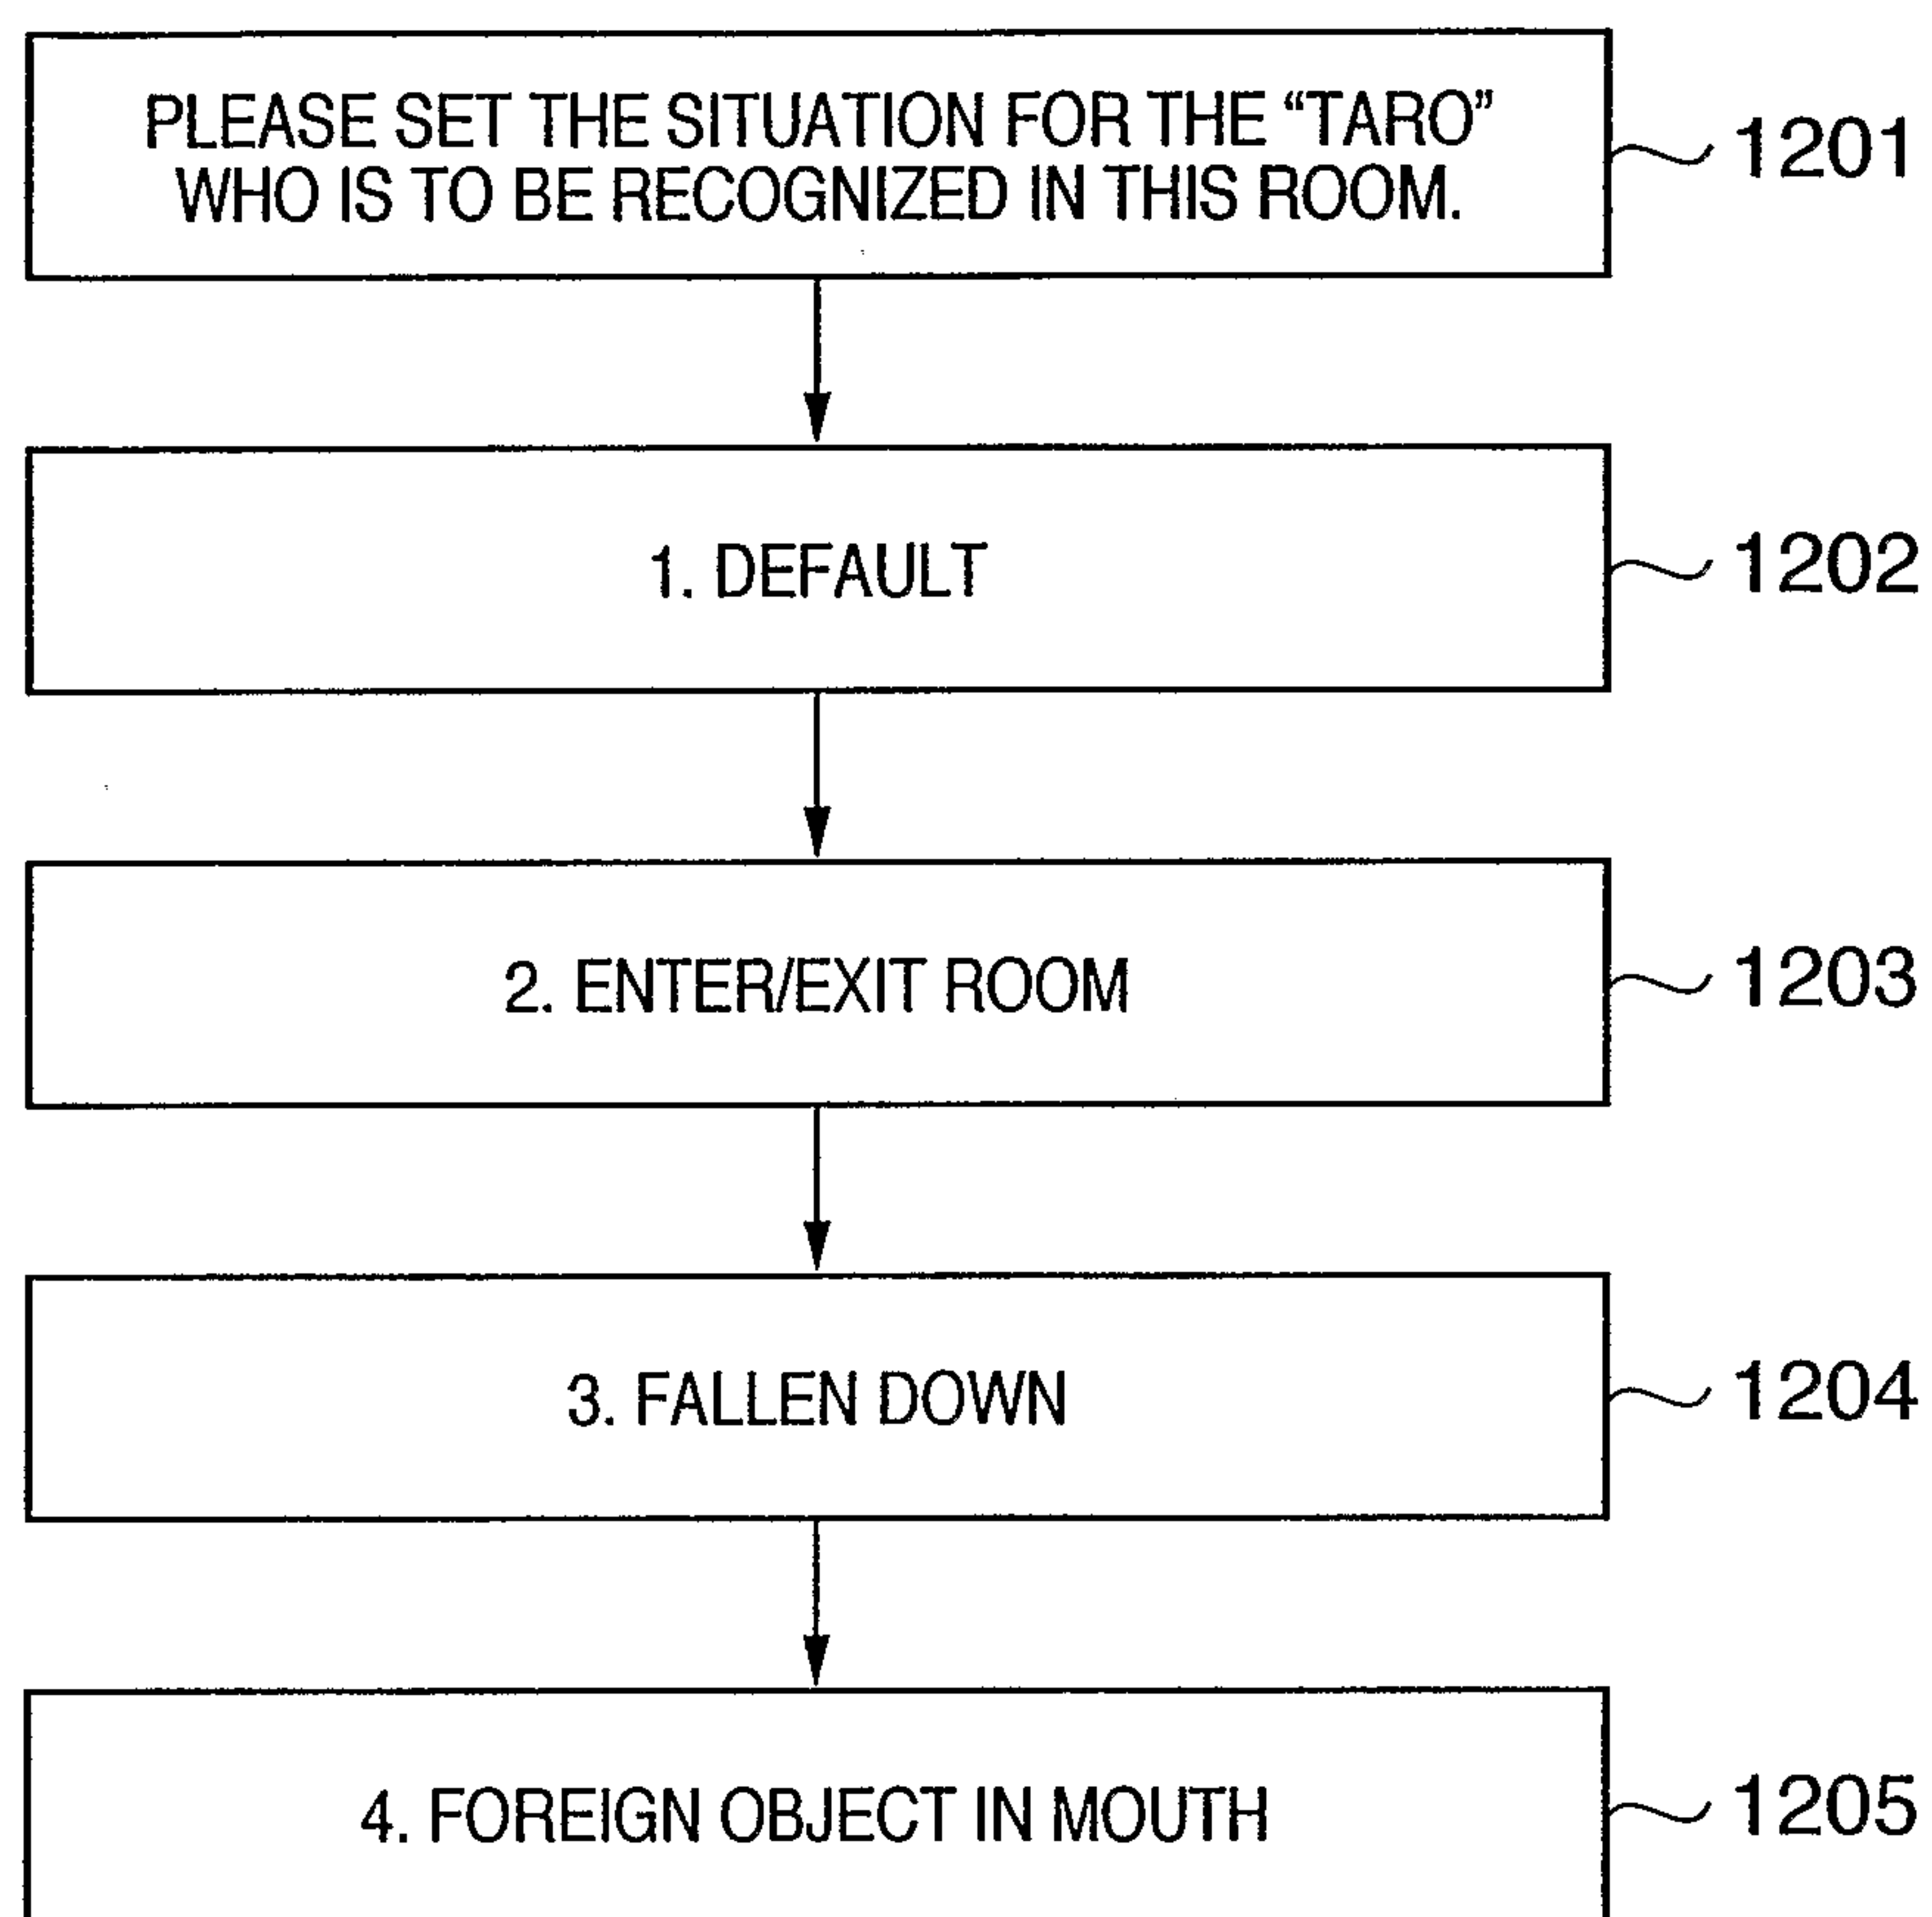 PLEASE SET THE SITUATION FOR THE “TARO”
WHO IS TO BE RECOGNIZED IN THIS ROOM.
1201
1. DEFAULT
1202
2. ENTER/EXIT ROOM
1203
3. FALLEN DOWN
1204
4. FOREIGN OBJECT IN MOUTH
1205